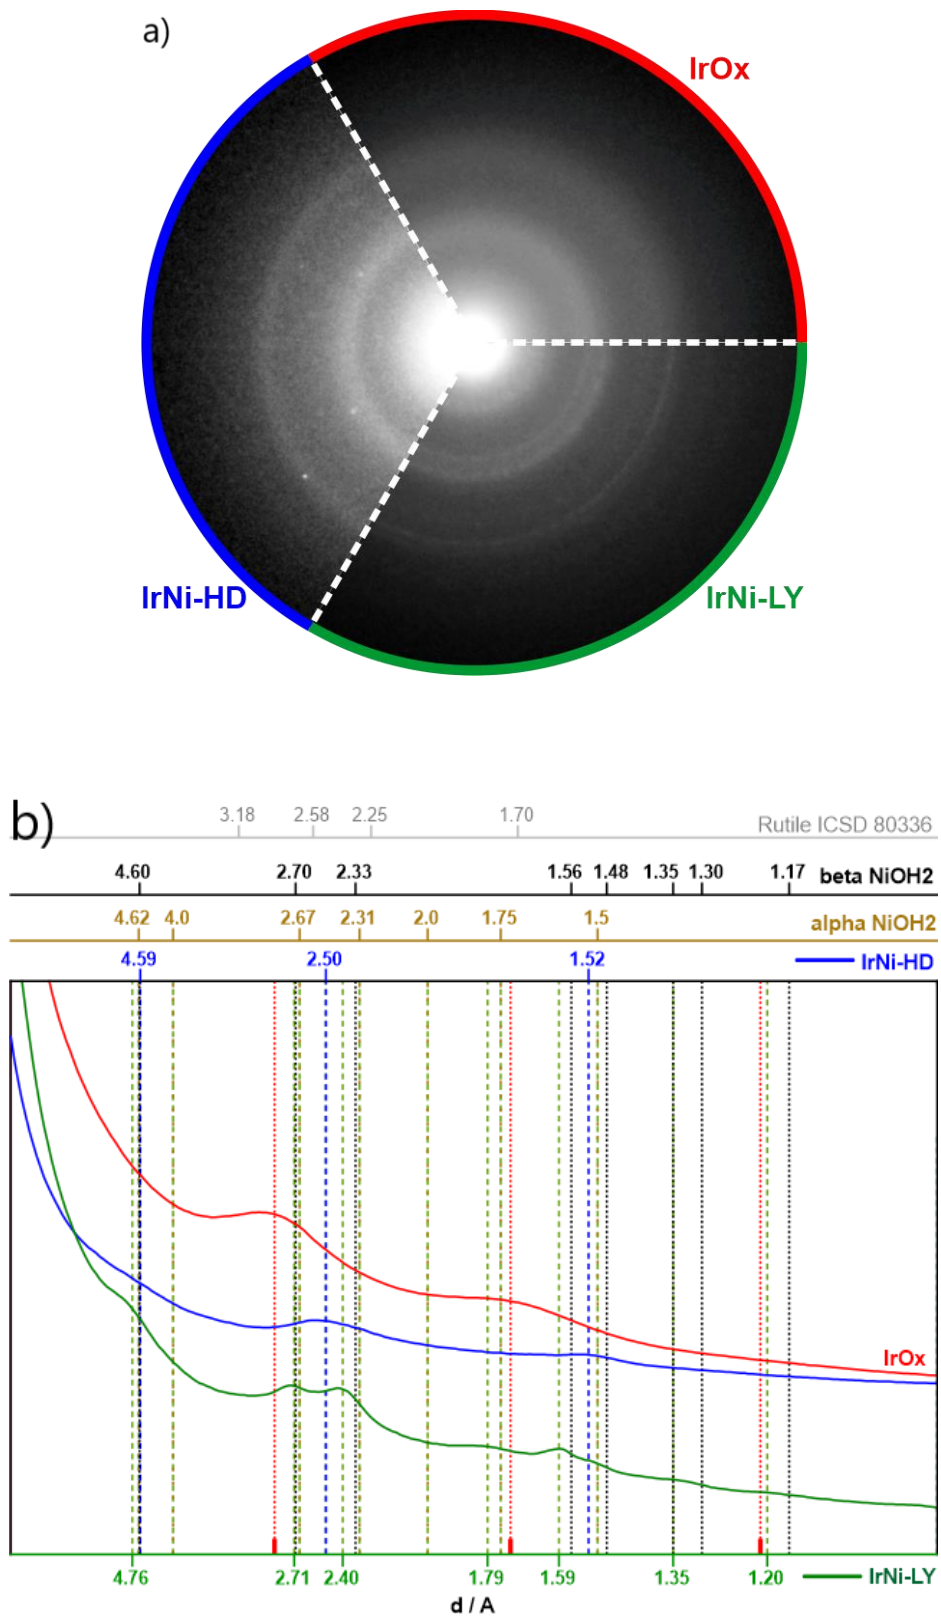 a)
IrOx
IrNi-HD
IrNi-LY
b)
3.18 2.58 2.25 1.70
Rutile ICSD 80336
4.60 2.70 2.33 1.56 1.48 1.35 1.30 1.17 beta NiOH2
4.62 4.0 2.67 2.31 2.0 1.75 1.5 alpha NiOH2
4.59 2.50 1.52 IrNi-HD
IrOx
4.76 2.71 2.40 1.79 1.59 1.35 1.20 IrNi-LY
d / A